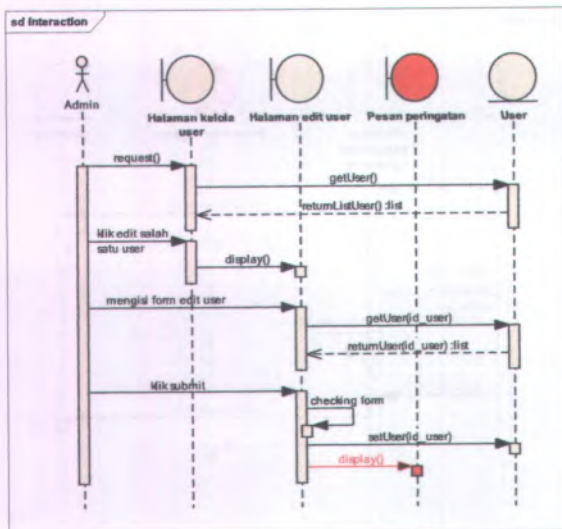 sd Interaction
Admin
Halaman kelola
user
Halaman edit user
Pesan peringatan
User
request()
getUser()
returnListUser() :list
klik edit salah
satu user
display()
mengisi form edit user
getUser(id_user)
returnUser(id_user) :list
klik submit
checking form
setUser(id_user)
display()